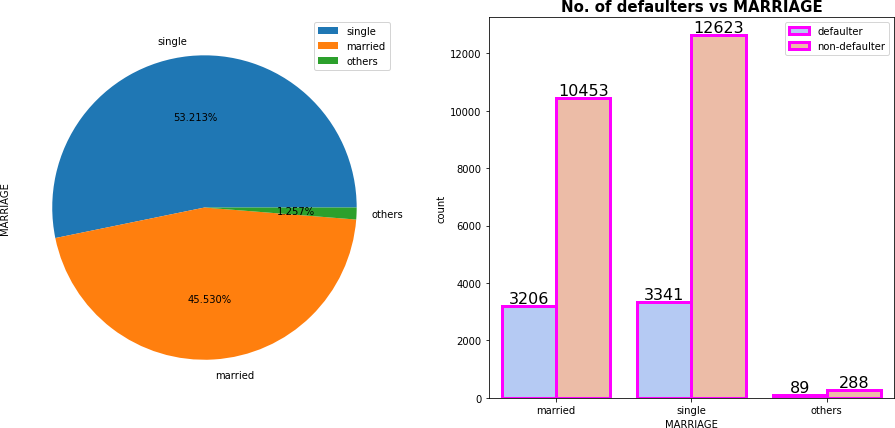 single
single
married
others
53.213%
others
1.257%
MARRIAGE
45.530%
married
No. of defaulters vs MARRIAGE
defaulter
non-defaulter
12623
10453
3206
3341
89
288
12000
10000
8000
6000
4000
2000
0
count
married
single
others
MARRIAGE